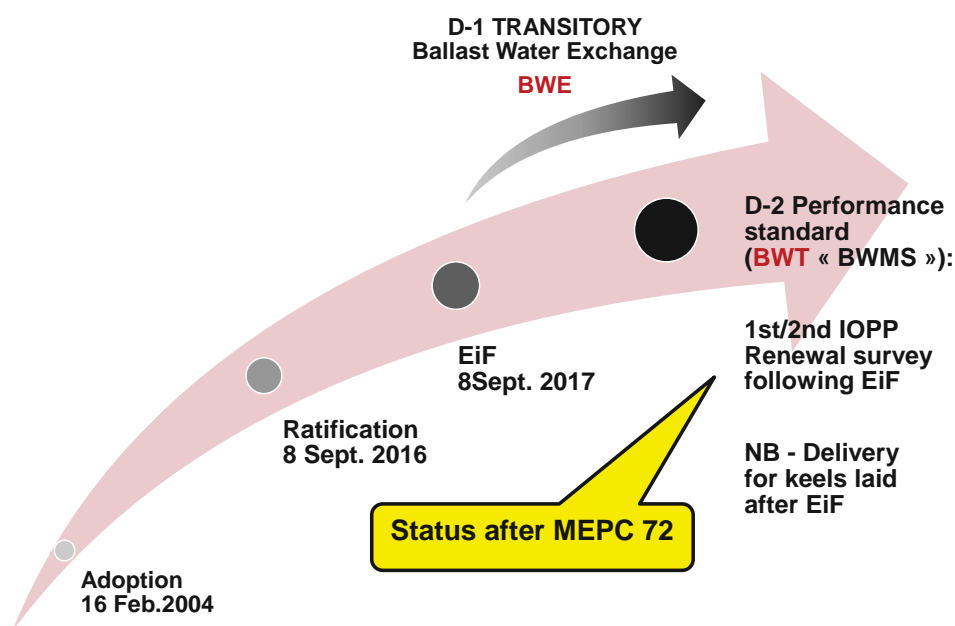 D-1 TRANSITORY
Ballast Water Exchange
BWE
D-2 Performance
standard
(BWT « BWMS »):
1st/2nd IOPP
Renewal survey
following EiF
NB - Delivery
for keels laid
after EiF
EiF
8Sept. 2017
Ratification
8 Sept. 2016
Status after MEPC 72
Adoption
16 Feb.2004